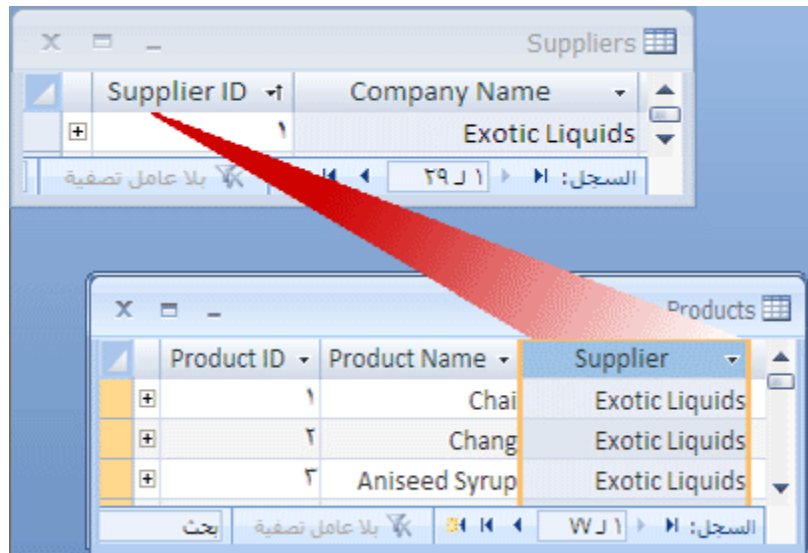 Suppliers
Supplier ID Company Name
١ Exotic Liquids
السجل: ١ لـ ٢٩ بلا عامل تصفية
Products
Product ID Product Name Supplier
١ Chai Exotic Liquids
٢ Chang Exotic Liquids
٣ Aniseed Syrup Exotic Liquids
السجل: ١ لـ ٧٧ بلا عامل تصفية بحث